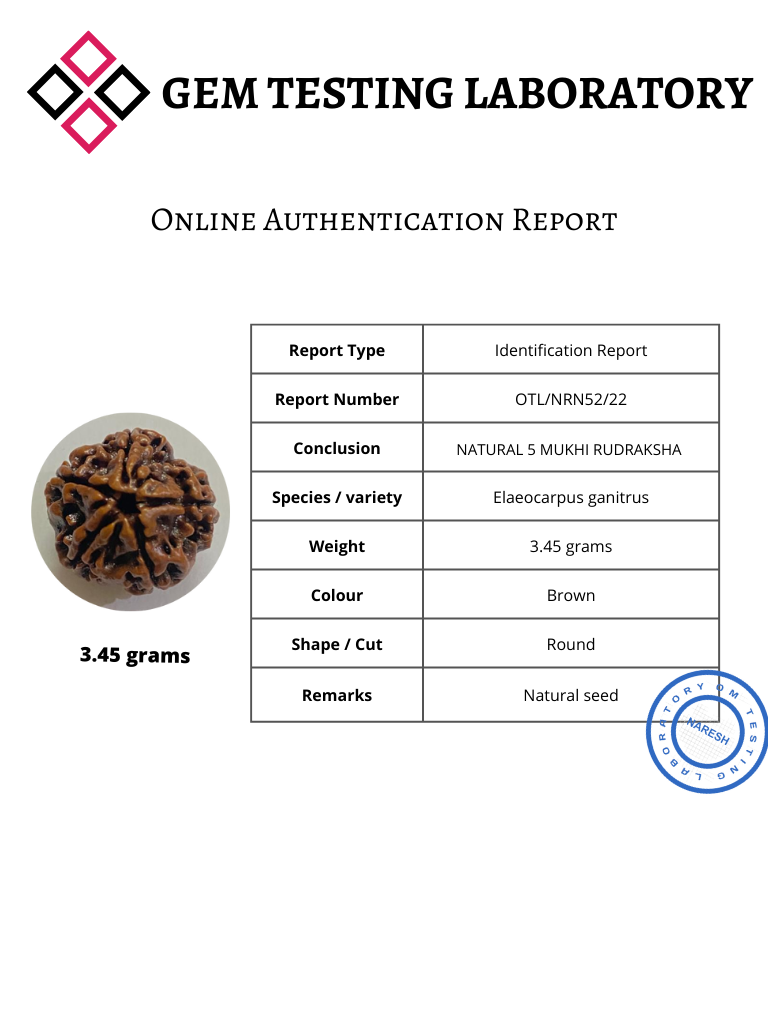 GEM TESTING LABORATORY
Online Authentication Report
Report Type Identification Report
Report Number OTL/NRN52/22
Conclusion NATURAL 5 MUKHI RUDRAKSHA
Species / variety Elaeocarpus ganitrus
Weight 3.45 grams
Colour Brown
Shape / Cut Round
3.45 grams
Remarks Natural seed
OM TESTING LABORATORY
NARESH